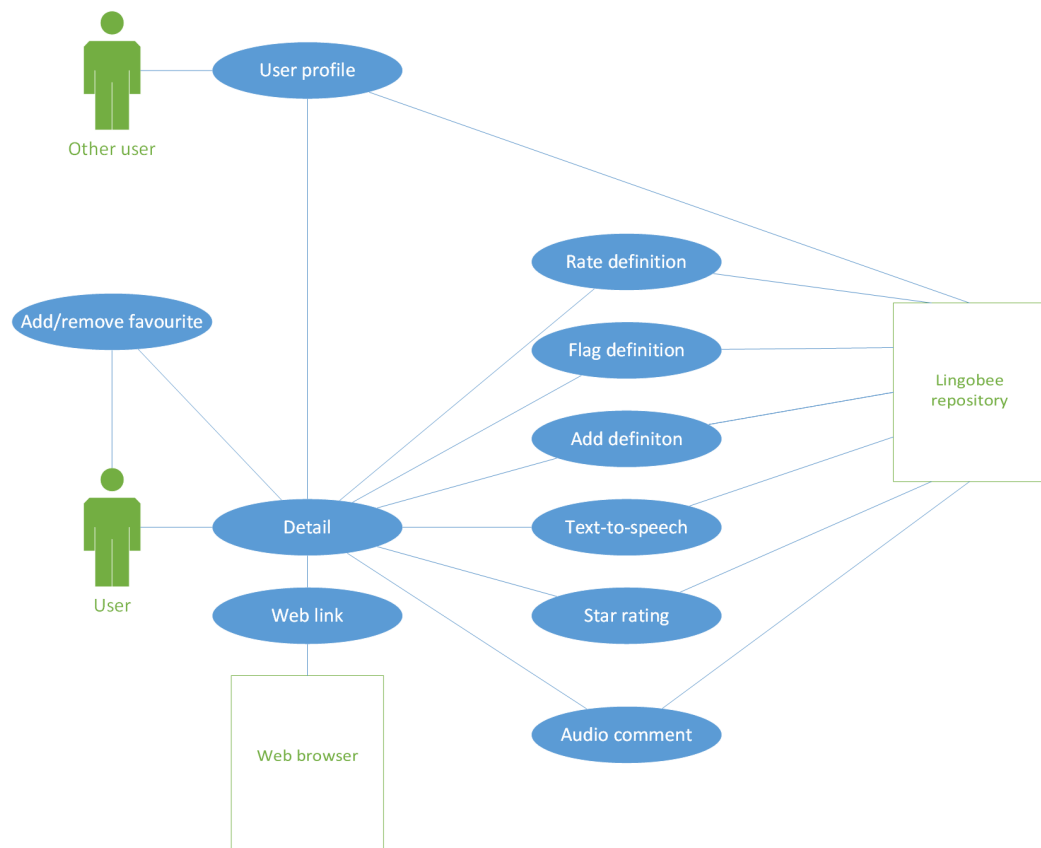 User profile
Other user
Rate definition
Add/remove favourite
Flag definition
Lingobee
repository
Add definiton
Detail
Text-to-speech
User
Web link
Star rating
Audio comment
Web browser